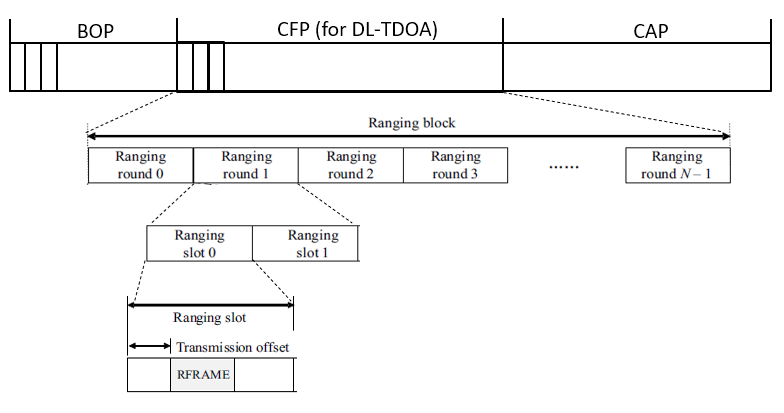 BOP
CFP (for DL-TDOA)
CAP
Ranging block
Ranging
round 0
Ranging
round 1
Ranging
round 2
Ranging
round 3
......
Ranging
round N – 1
Ranging
slot 0
Ranging
slot 1
Ranging slot
Transmission offset
RFRAME